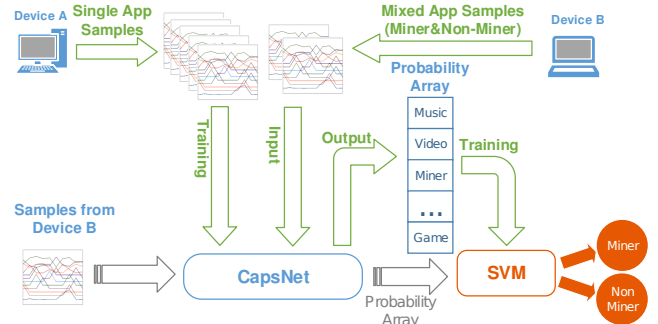 Device A
Single App
Samples
Mixed App Samples
(Miner&Non-Miner)
Device B
Probability
Array
Music
Video
Miner
...
Game
Training
Input
Output
Training
Samples from
Device B
CapsNet
Probability
Array
SVM
Miner
Non
Miner